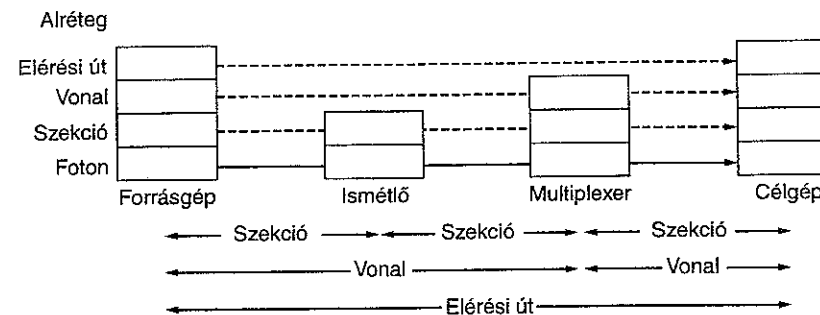 Alréteg
Elérési út
Vonal
Szekció
Foton
Forrásgép Ismétlő Multiplexer Célgép
Szekció Szekció Szekció
Vonal Vonal
Elérési út